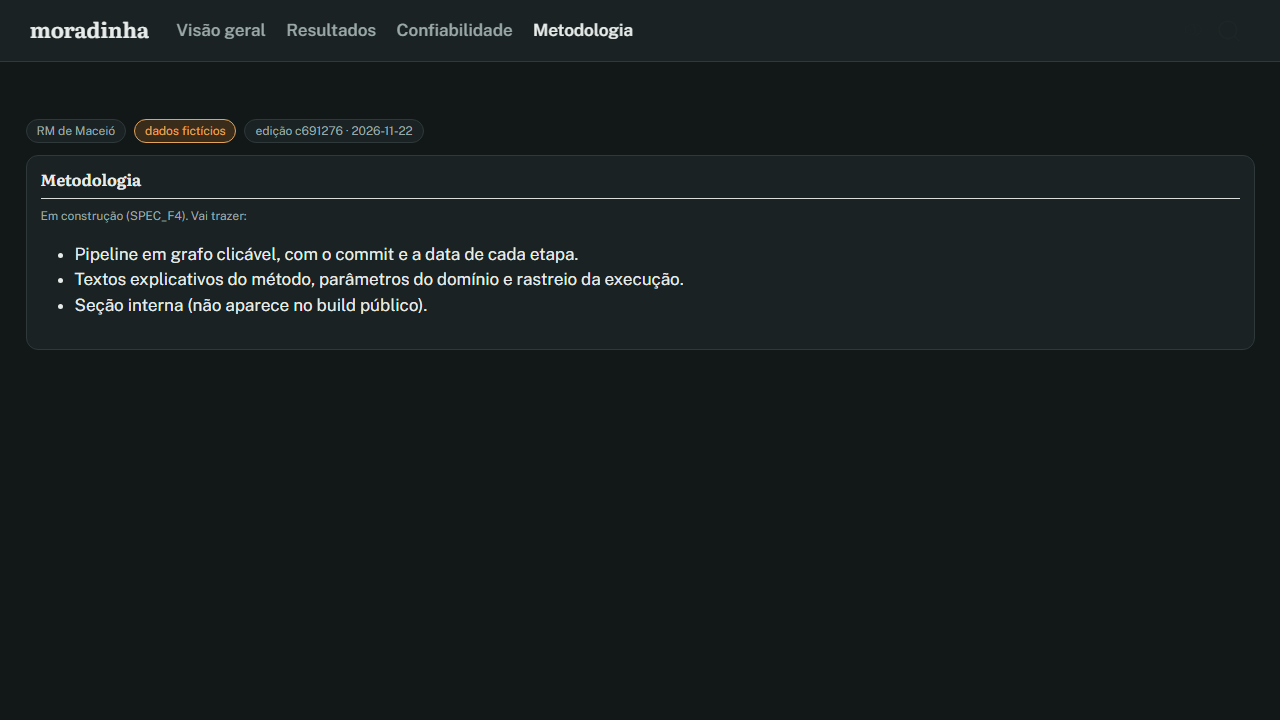 moradinha Visão geral Resultados Confiabilidade Metodologia
RM de Maceió dados fictícios edição c691276 · 2026-11-22
Metodologia
Em construção (SPEC_F4). Vai trazer:
• Pipeline em grafo clicável, com o commit e a data de cada etapa.
• Textos explicativos do método, parâmetros do domínio e rastreio da execução.
• Seção interna (não aparece no build público).